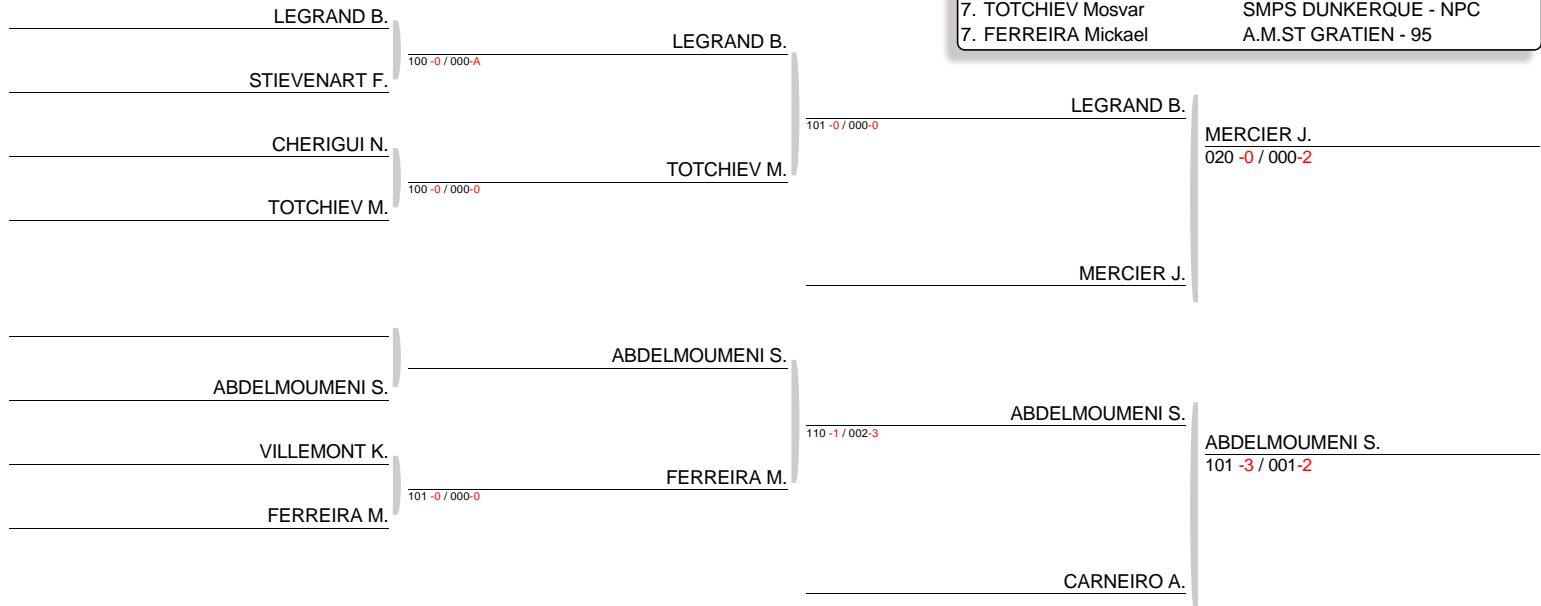 7. TOTCHIEV Mosvar SMPS DUNKERQUE - NPC
7. FERREIRA Mickael A.M.ST GRATIEN - 95
LEGRAND B.
STIEVENART F.
CHERIGUI N.
TOTCHIEV M.
ABDELMOUMENI S.
VILLEMONT K.
FERREIRA M.
LEGRAND B.
100 -0 / 000-A
TOTCHIEV M.
100 -0 / 000-0
ABDELMOUMENI S.
FERREIRA M.
101 -0 / 000-0
LEGRAND B.
101 -0 / 000-0
MERCIER J.
ABDELMOUMENI S.
110 -1 / 002-3
CARNEIRO A.
MERCIER J.
020 -0 / 000-2
ABDELMOUMENI S.
101 -3 / 001-2